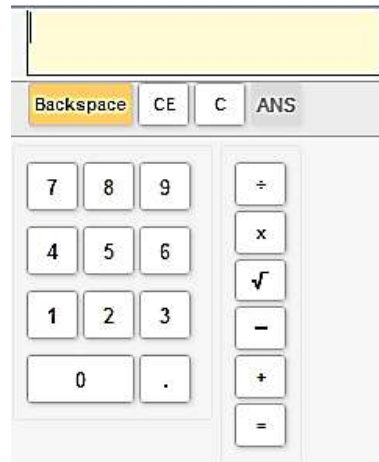 Backspace CE C ANS
7 8 9 ÷
4 5 6 x
√
1 2 3 −
0 . +
=